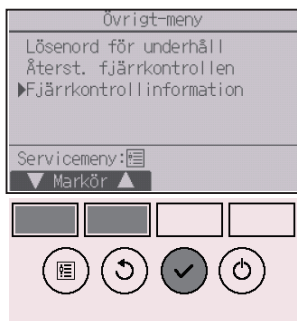 Övrigt-meny
Lösenord för underhåll
Återst. fjärrkontrollen
▶Fjärrkontrollinformation
Servicemeny:
▼ Markör ▲